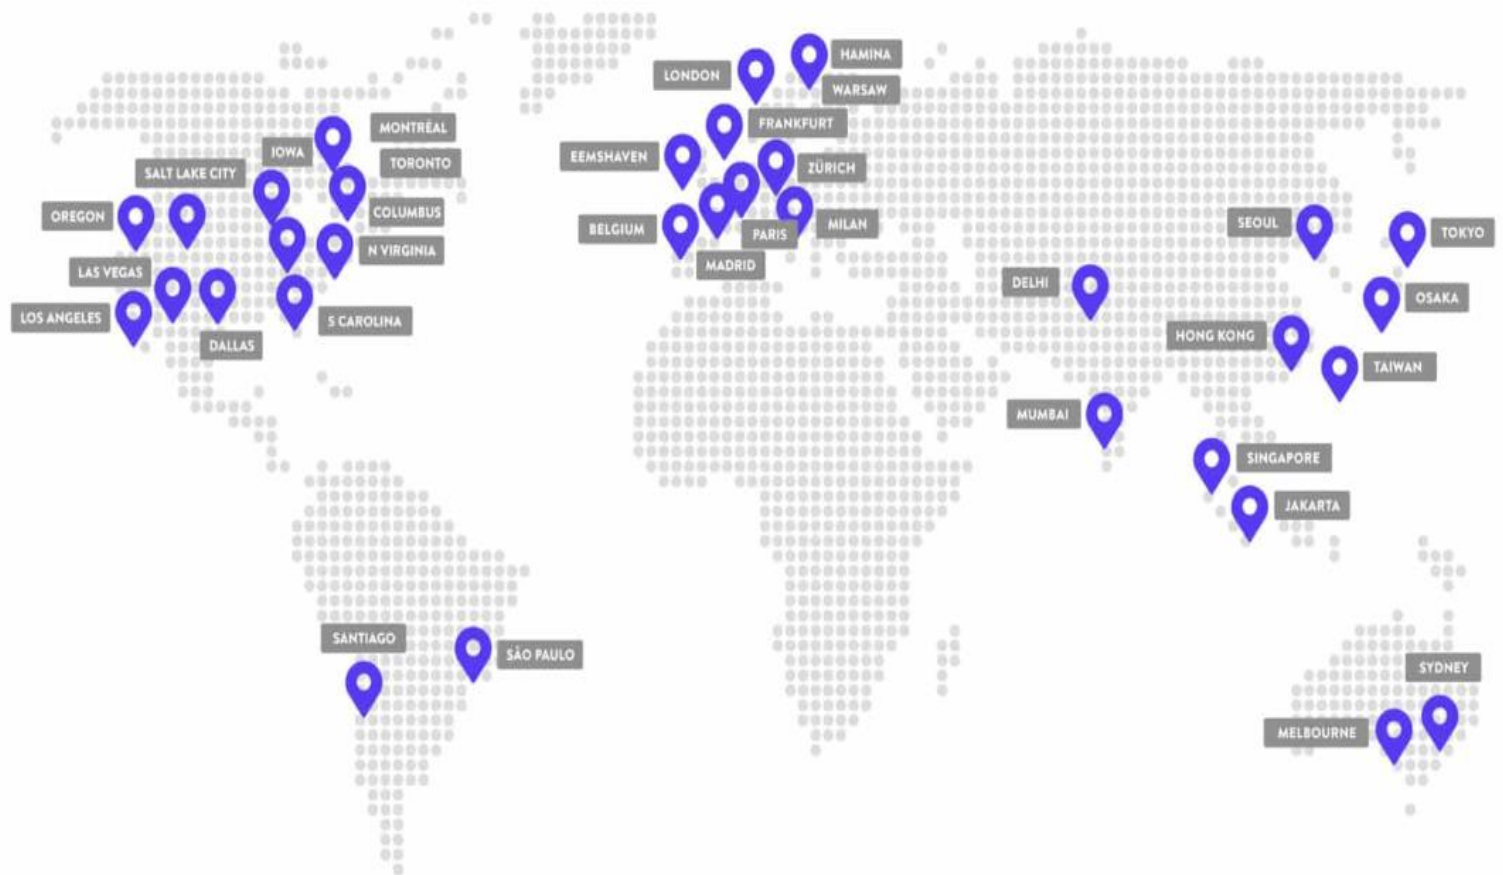 HAMINA
LONDON
WARSAW
FRANKFURT
MONTRÉAL
IOWA
TORONTO
EEMSHAVEN
ZÜRICH
SALT LAKE CITY
OREGON
COLUMBUS
BELGIUM
PARIS
MILAN
SEOUL
TOKYO
N VIRGINIA
MADRID
LAS VEGAS
DELHI
OSAKA
LOS ANGELES
S CAROLINA
DALLAS
HONG KONG
TAIWAN
MUMBAI
SINGAPORE
JAKARTA
SANTIAGO
SÃO PAULO
SYDNEY
MELBOURNE